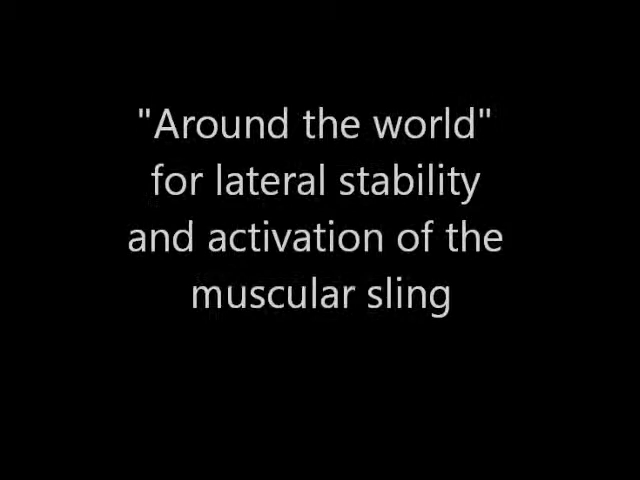 "Around the world"
for lateral stability
and activation of the
muscular sling